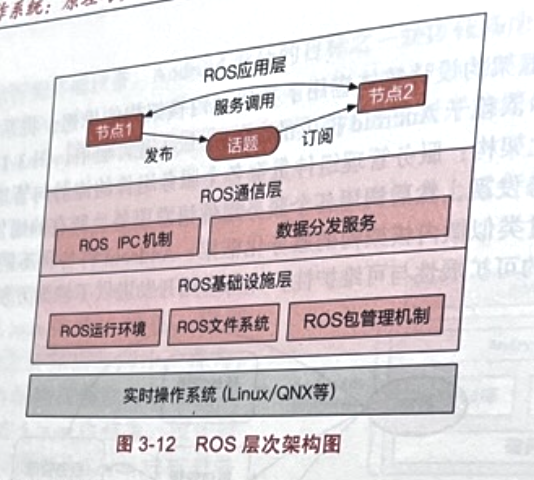 作系统：原理
ROS应用层
服务调用
节点1
节点2
话题
发布
订阅
ROS通信层
ROS IPC机制
数据分发服务
ROS基础设施层
ROS运行环境
ROS文件系统
ROS包管理机制
实时操作系统 (Linux/QNX等)
图 3-12 ROS 层次架构图